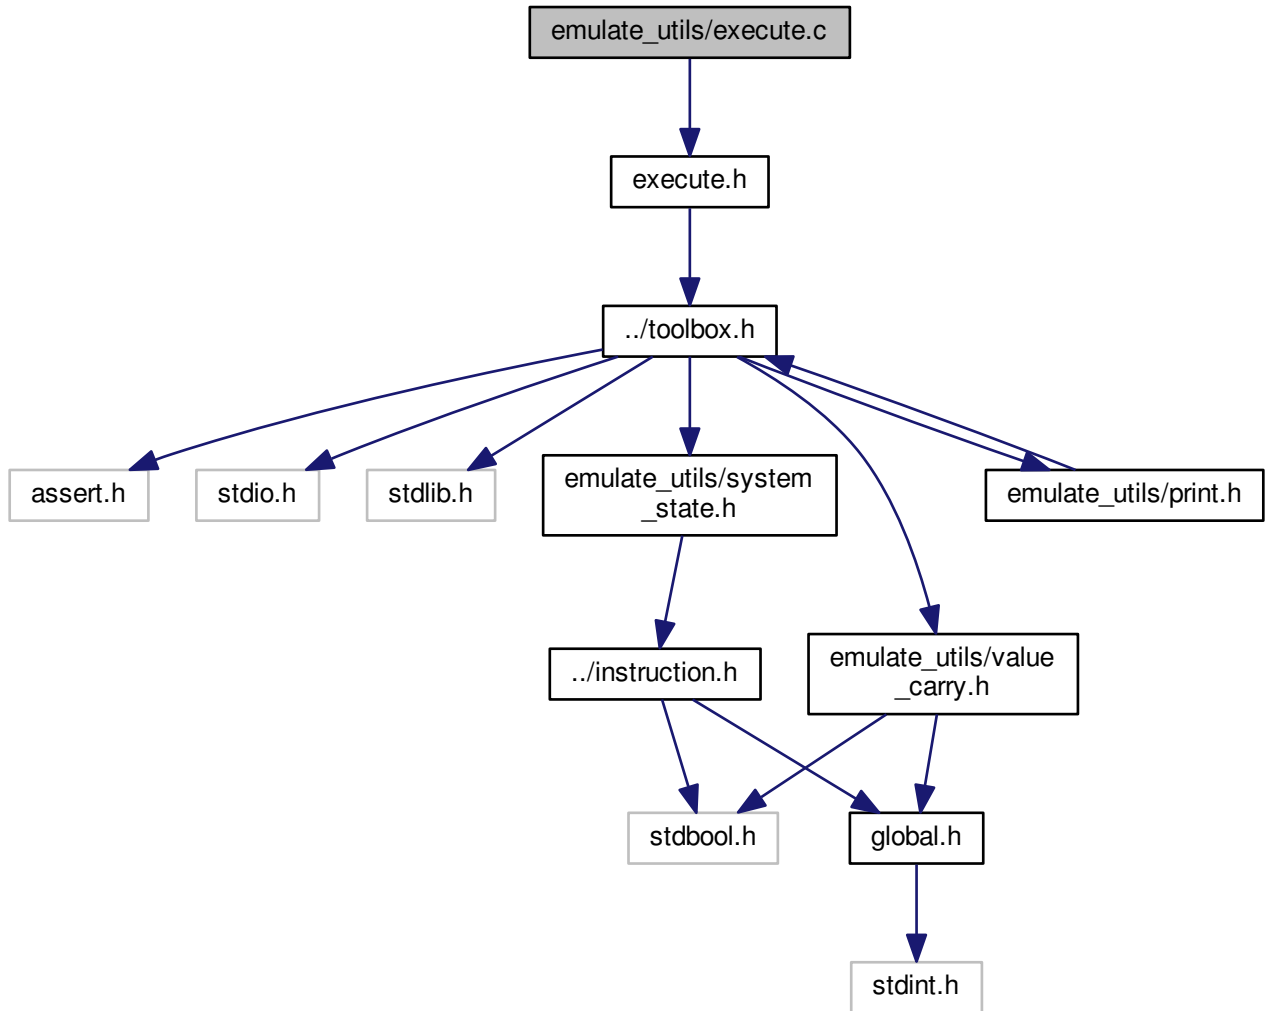 emulate_utils/execute.c
execute.h
../toolbox.h
assert.h
stdio.h
stdlib.h
emulate_utils/system
_state.h
emulate_utils/print.h
../instruction.h
emulate_utils/value
_carry.h
stdbool.h
global.h
stdint.h